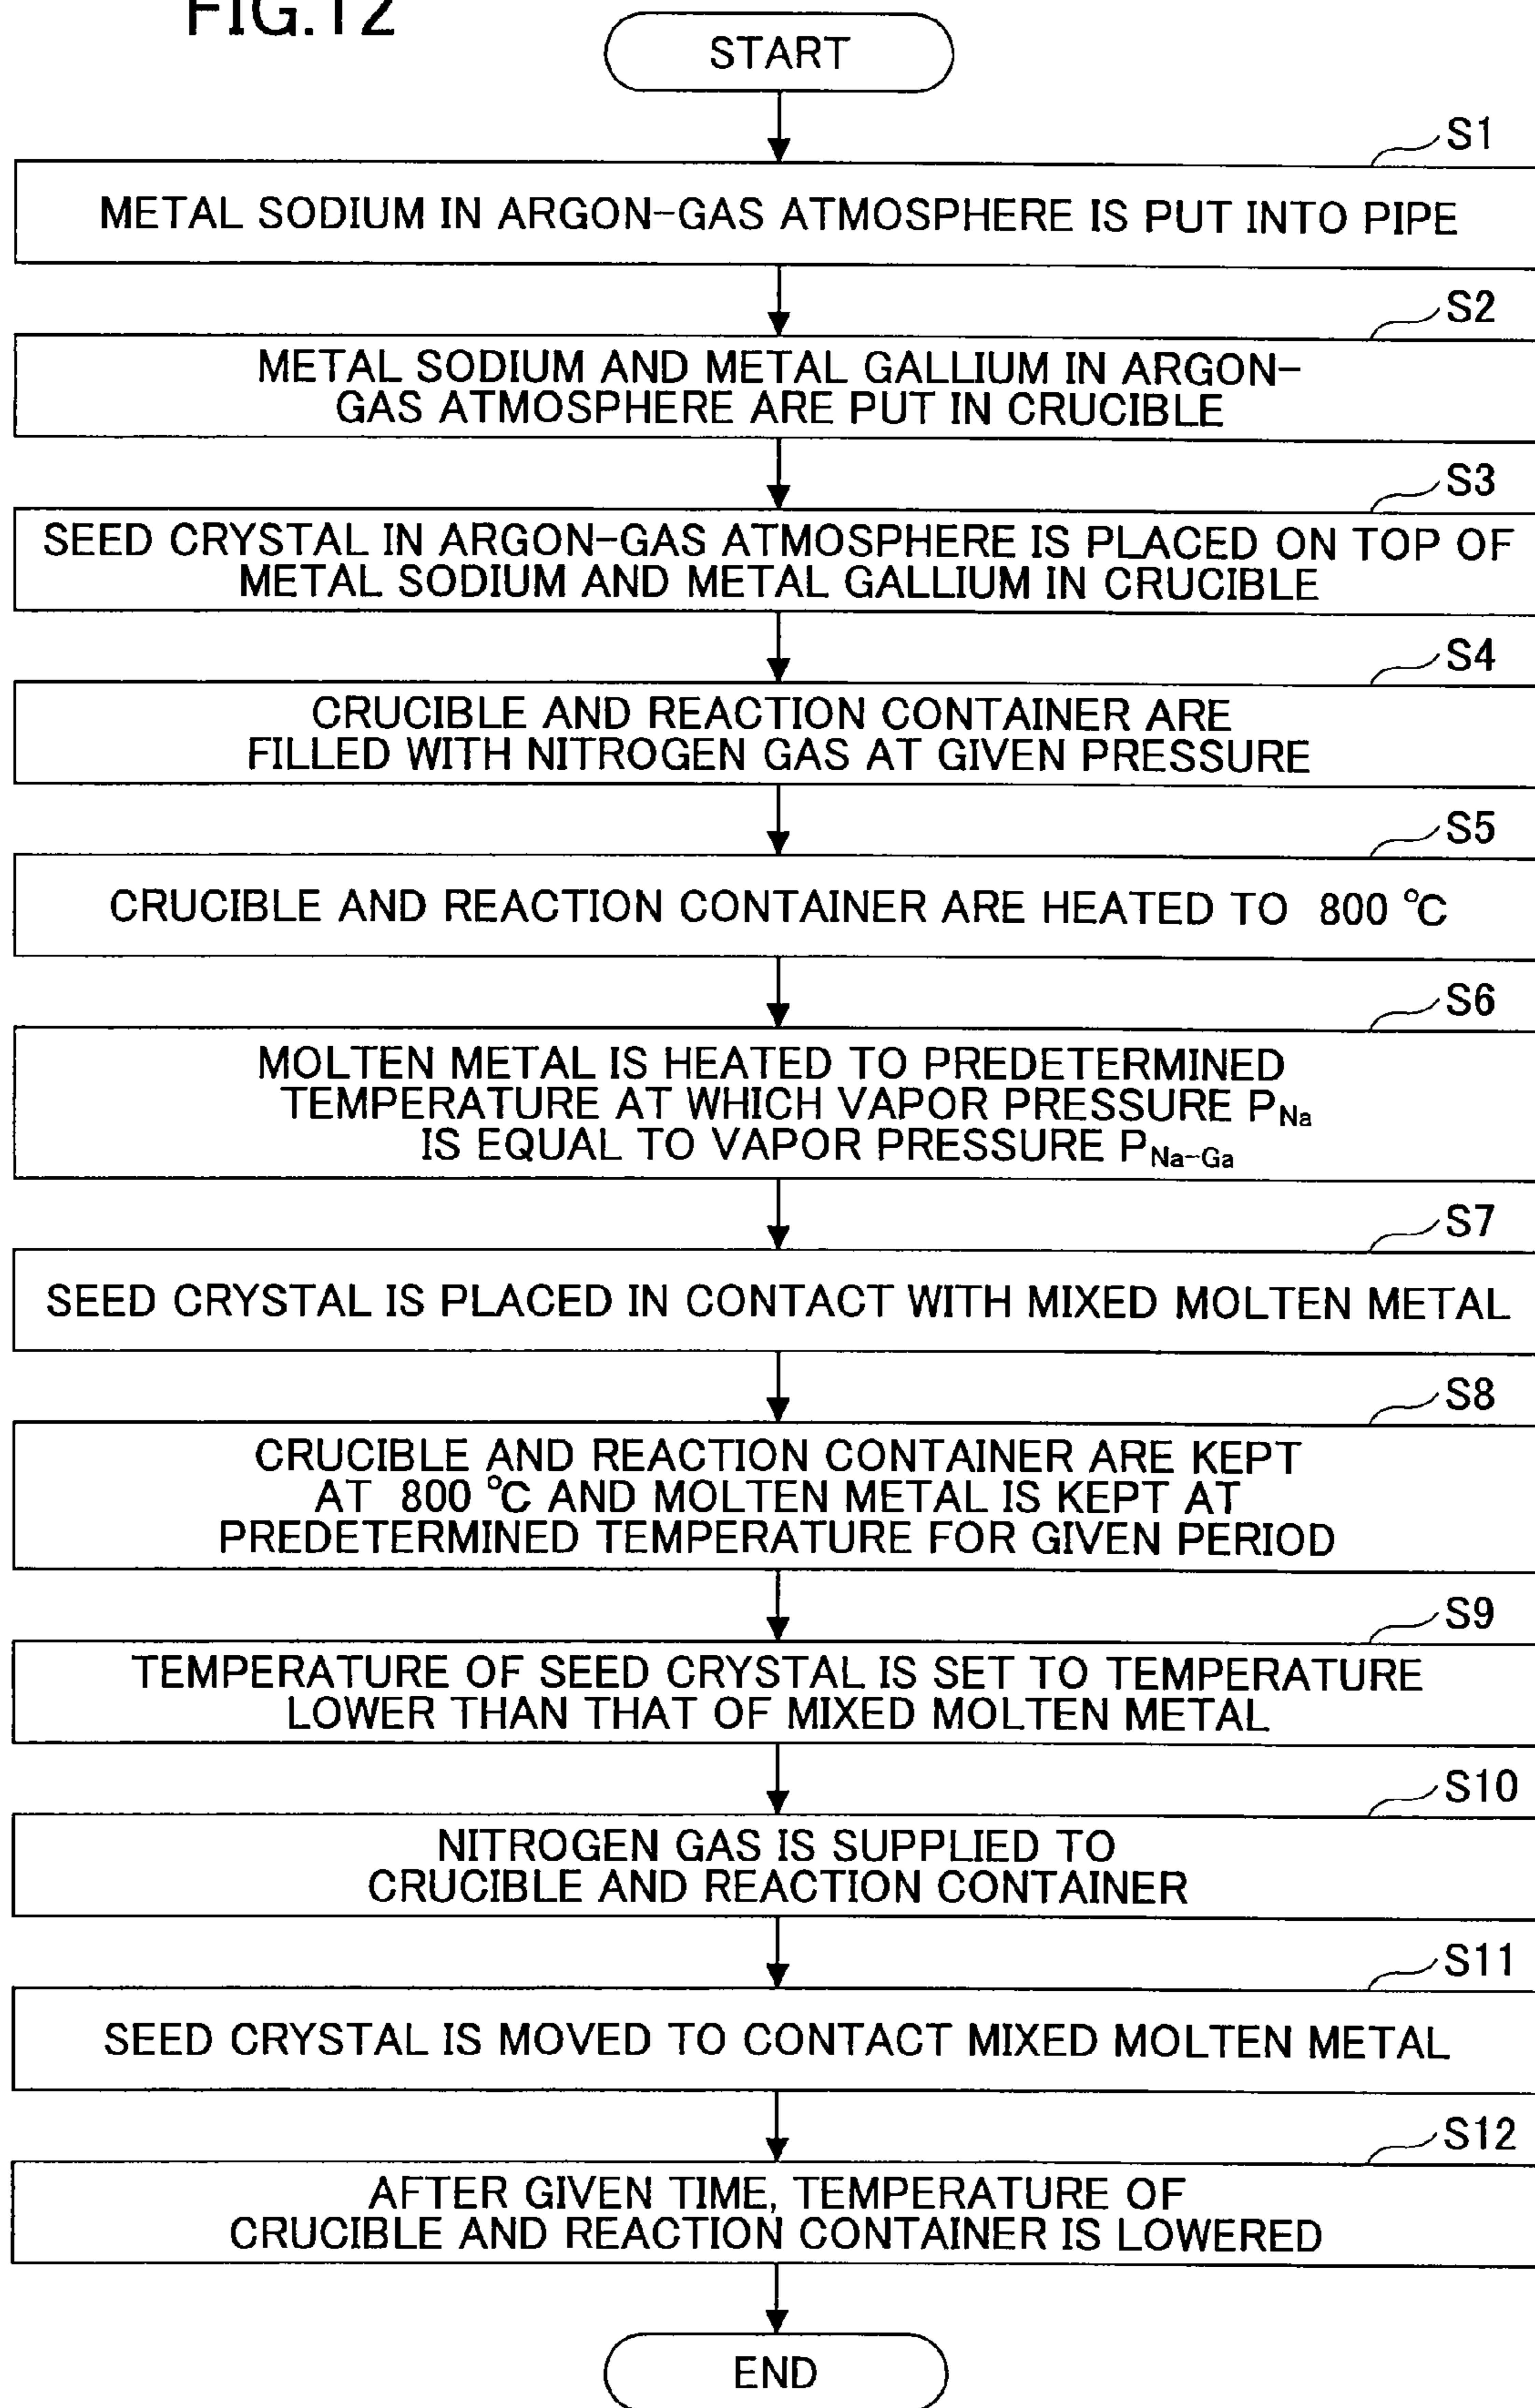 FIG.12
START
S1
METAL SODIUM IN ARGON-GAS ATMOSPHERE IS PUT INTO PIPE
S2
METAL SODIUM AND METAL GALLIUM IN ARGON-
GAS ATMOSPHERE ARE PUT IN CRUCIBLE
S3
SEED CRYSTAL IN ARGON-GAS ATMOSPHERE IS PLACED ON TOP OF
METAL SODIUM AND METAL GALLIUM IN CRUCIBLE
S4
CRUCIBLE AND REACTION CONTAINER ARE
FILLED WITH NITROGEN GAS AT GIVEN PRESSURE
S5
CRUCIBLE AND REACTION CONTAINER ARE HEATED TO 800 °C
S6
MOLTEN METAL IS HEATED TO PREDETERMINED
TEMPERATURE AT WHICH VAPOR PRESSURE PNa
IS EQUAL TO VAPOR PRESSURE PNa-Ga
S7
SEED CRYSTAL IS PLACED IN CONTACT WITH MIXED MOLTEN METAL
S8
CRUCIBLE AND REACTION CONTAINER ARE KEPT
AT 800 °C AND MOLTEN METAL IS KEPT AT
PREDETERMINED TEMPERATURE FOR GIVEN PERIOD
S9
TEMPERATURE OF SEED CRYSTAL IS SET TO TEMPERATURE
LOWER THAN THAT OF MIXED MOLTEN METAL
S10
NITROGEN GAS IS SUPPLIED TO
CRUCIBLE AND REACTION CONTAINER
S11
SEED CRYSTAL IS MOVED TO CONTACT MIXED MOLTEN METAL
S12
AFTER GIVEN TIME, TEMPERATURE OF
CRUCIBLE AND REACTION CONTAINER IS LOWERED
END